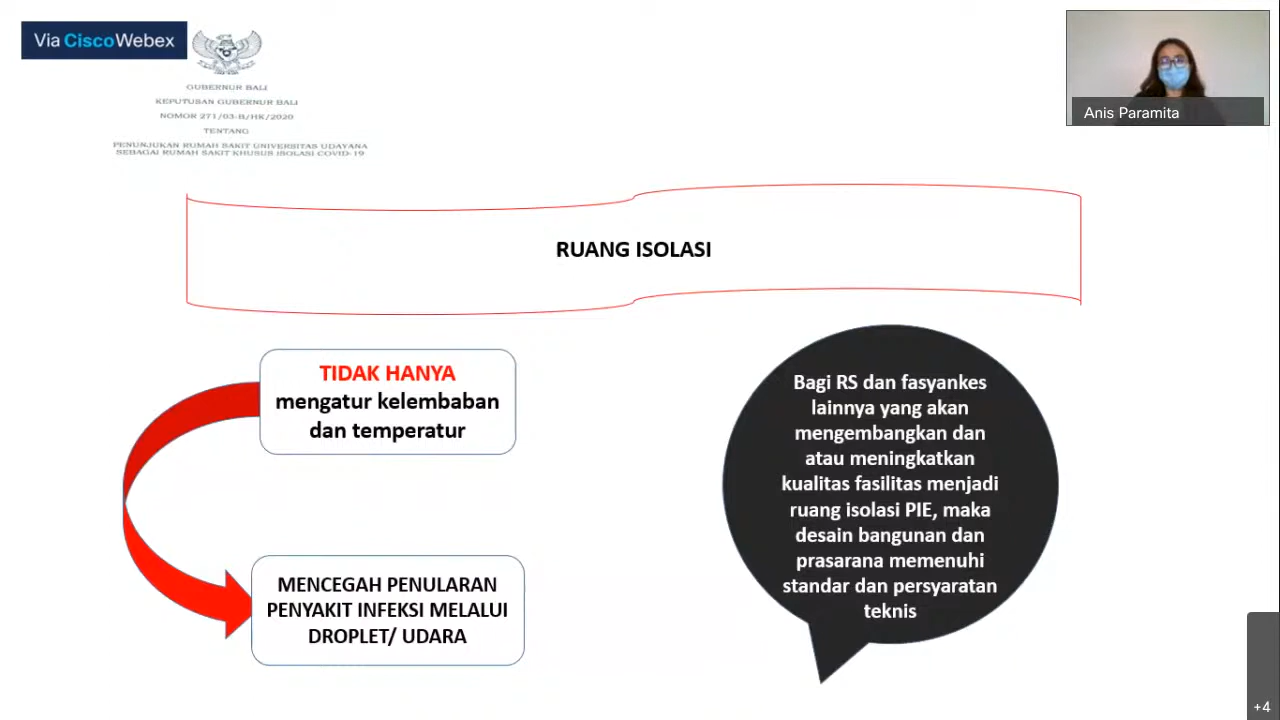 Via CiscoWebex
GUBERNUR BALI
KEPUTUSAN GUBERNUR BALI
NOMOR 271/03-B/HK/2020
TENTANG
PENUNJUKAN RUMAH SAKIT UNIVERSITAS UDAYANA
SEBAGAI RUMAH SAKIT KHUSUS ISOLASI COVID-19
Anis Paramita
RUANG ISOLASI
TIDAK HANYA
mengatur kelembaban
dan temperatur
MENCEGAH PENULARAN
PENYAKIT INFEKSI MELALUI
DROPLET/ UDARA
Bagi RS dan fasyankes
lainnya yang akan
mengembangkan dan
atau meningkatkan
kualitas fasilitas menjadi
ruang isolasi PIE, maka
desain bangunan dan
prasarana memenuhi
standar dan persyaratan
teknis
+4